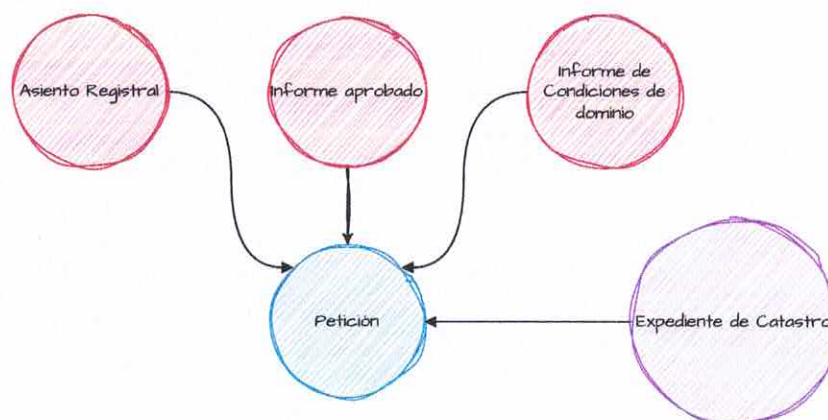 Asiento Registral
Informe aprobado
Informe de
Condiciones de
dominio
Petición
Expediente de Catastro